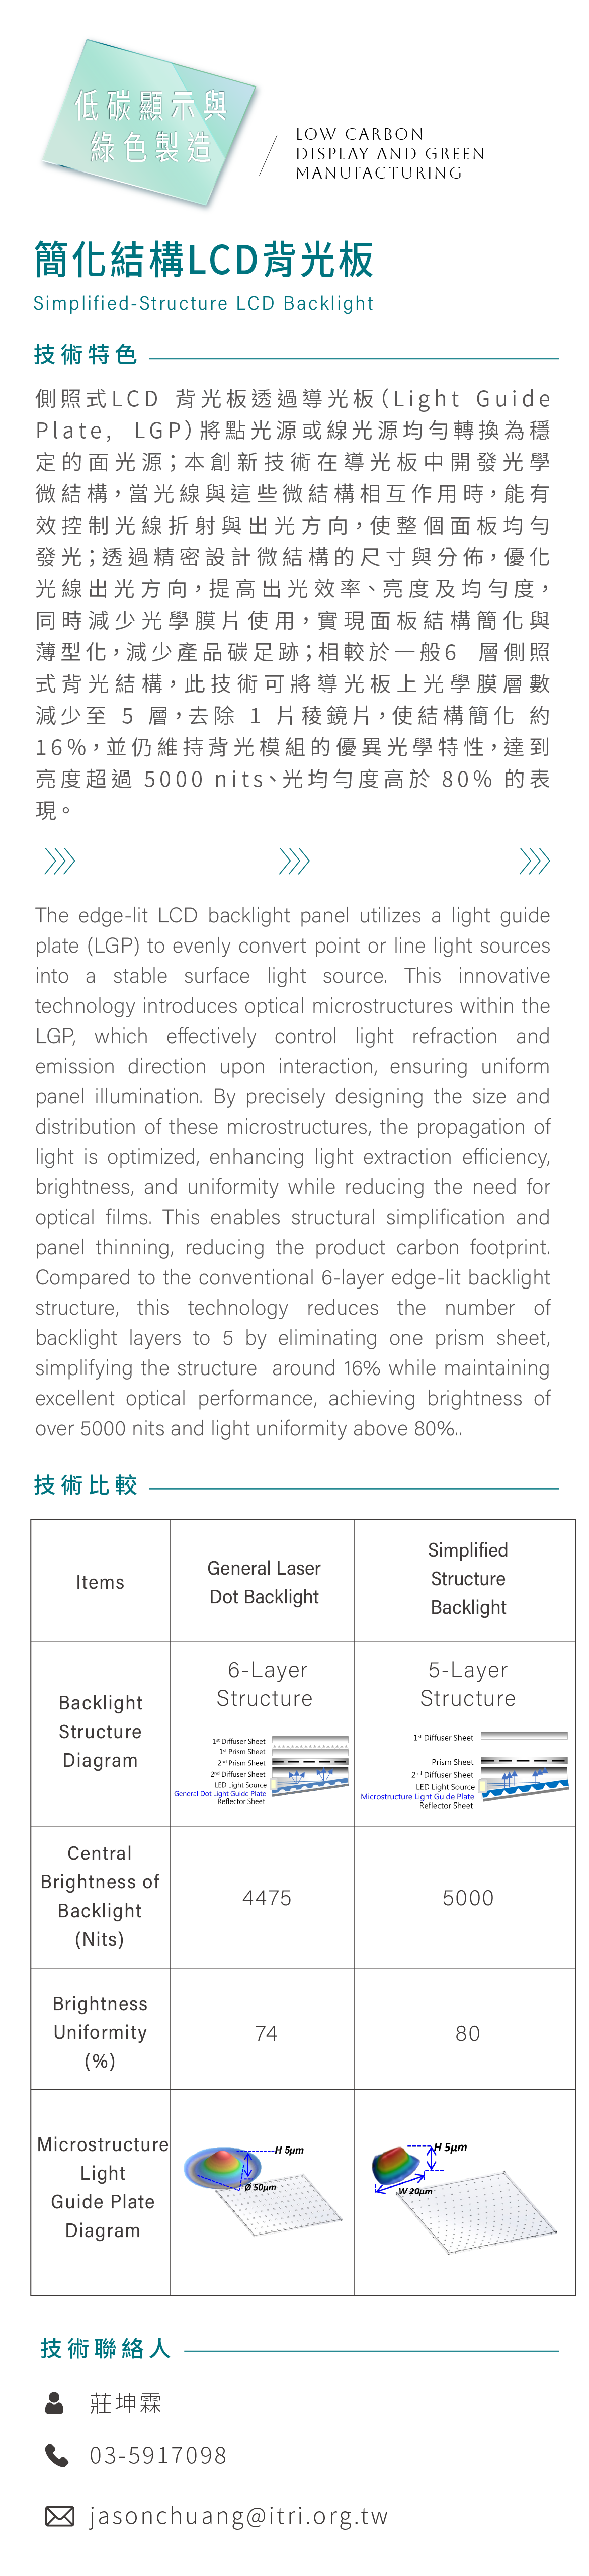 低碳顯示與
綠色製造
LOW-CARBON
DISPLAY AND GREEN
MANUFACTURING
簡化結構LCD背光板
Simplified-Structure LCD Backlight
技術特色
側照式LCD 背光板透過導光板(Light Guide
Plate, LGP)將點光源或線光源均勻轉換為穩
定的面光源;本創新技術在導光板中開發光學
微結構,當光線與這些微結構相互作用時,能有
效控制光線折射與出光方向,使整個面板均勻
發光;透過精密設計微結構的尺寸與分佈,優化
光線出光方向,提高出光效率、亮度及均勻度,
同時減少光學膜片使用,實現面板結構簡化與
薄型化,減少產品碳足跡;相較於一般6 層側照
式背光結構,此技術可將導光板上光學膜層數
減少至 5 層,去除 1 片稜鏡片,使結構簡化 約
16%,並仍維持背光模組的優異光學特性,達到
亮度超過 5000 nits、光均勻度高於 80% 的表
現。
The edge-lit LCD backlight panel utilizes a light guide
plate (LGP) to evenly convert point or line light sources
into a stable surface light source. This innovative
technology introduces optical microstructures within the
LGP, which effectively control light refraction and
emission direction upon interaction, ensuring uniform
panel illumination. By precisely designing the size and
distribution of these microstructures, the propagation of
light is optimized, enhancing light extraction efficiency,
brightness, and uniformity while reducing the need for
optical films. This enables structural simplification and
panel thinning, reducing the product carbon footprint.
Compared to the conventional 6-layer edge-lit backlight
structure, this technology reduces the number of
backlight layers to 5 by eliminating one prism sheet,
simplifying the structure around 16% while maintaining
excellent optical performance, achieving brightness of
over 5000 nits and light uniformity above 80%..
技術比較
Items
General Laser
Dot Backlight
Simplified
Structure
Backlight
Backlight
Structure
Diagram
6-Layer
Structure
1st Diffuser Sheet
1st Prism Sheet
2nd Prism Sheet
2nd Diffuser Sheet
LED Light Source
General Dot Light Guide Plate
Reflector Sheet
5-Layer
Structure
1st Diffuser Sheet
Prism Sheet
2nd Diffuser Sheet
LED Light Source
Microstructure Light Guide Plate
Reflector Sheet
Central
Brightness of
Backlight
(Nits)
4475
5000
Brightness
Uniformity
(%)
74
80
Microstructure
Light
Guide Plate
Diagram
H 5μm
Ø 50μm
H 5μm
W 20μm
技術聯絡人
莊坤霖
03-5917098
jasonchuang@itri.org.tw